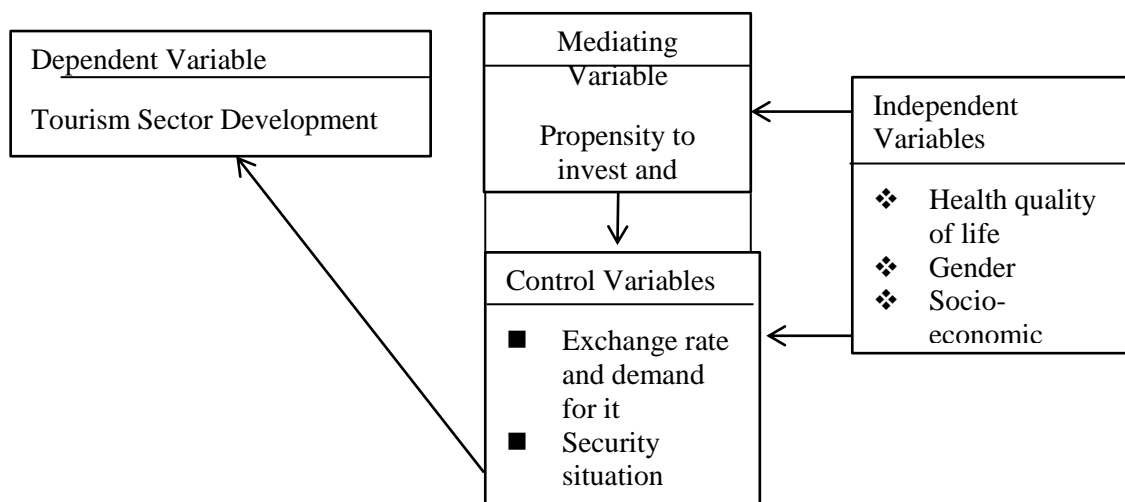 Dependent Variable
Tourism Sector Development
Mediating
Variable
Propensity to
invest and
Independent
Variables
❖ Health quality
of life
❖ Gender
❖ Socio-
economic
Control Variables
■ Exchange rate
and demand
for it
■ Security
situation